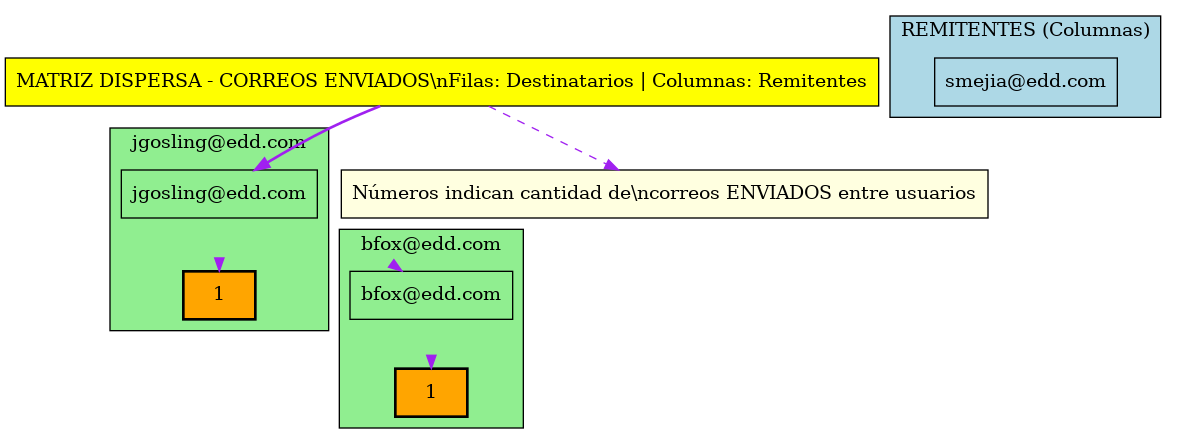 REMITENTES (Columnas)
MATRIZ DISPERSA - CORREOS ENVIADOS\nFilas: Destinatarios | Columnas: Remitentes
smejia@edd.com
jgosling@edd.com
jgosling@edd.com
Números indican cantidad de\ncorreos ENVIADOS entre usuarios
bfox@edd.com
1
bfox@edd.com
1